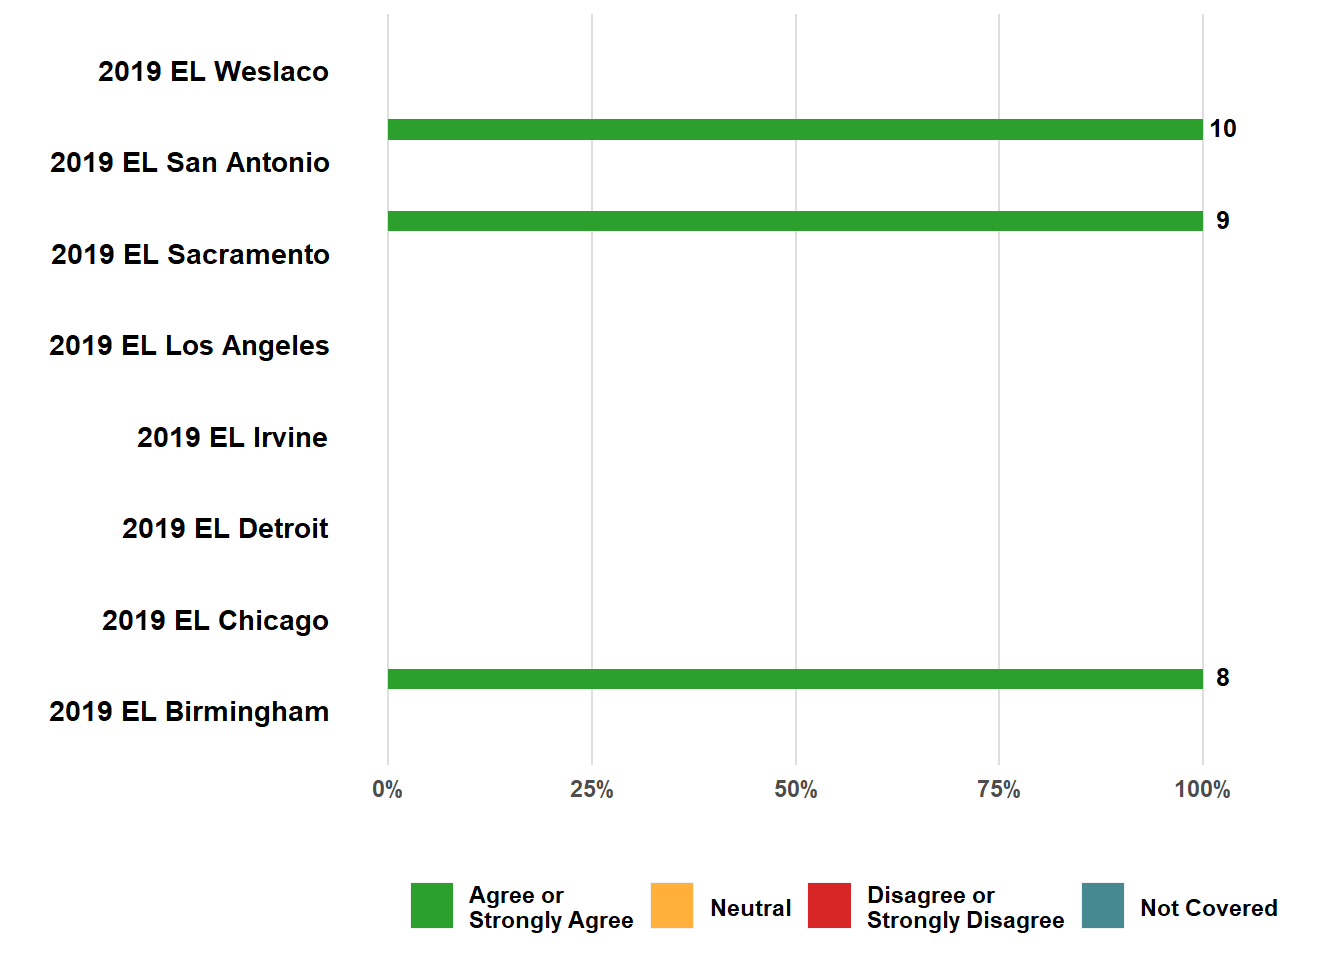 2019 EL Weslaco
10
2019 EL San Antonio
9
2019 EL Sacramento
2019 EL Los Angeles
2019 EL Irvine
2019 EL Detroit
2019 EL Chicago
8
2019 EL Birmingham
0% 25% 50% 75% 100%
Agree or
Strongly Agree
Neutral
Disagree or
Strongly Disagree
Not Covered